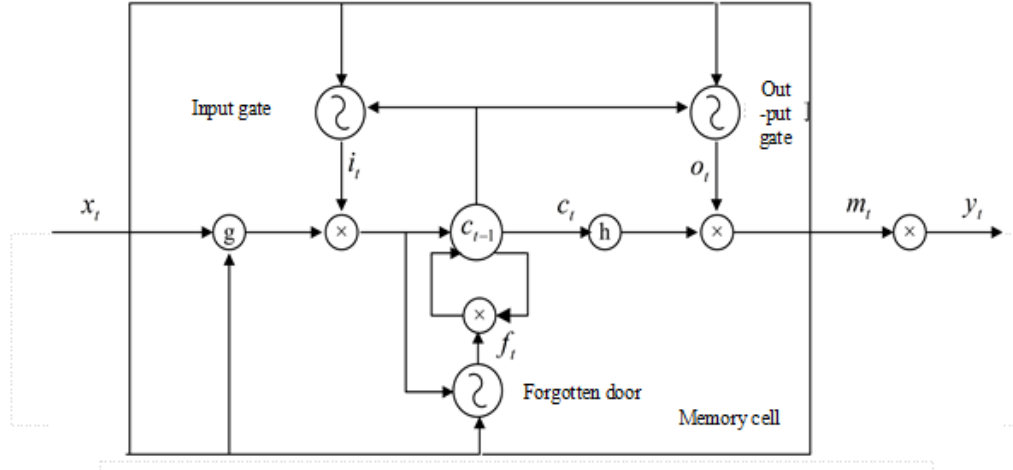 Out
-put
gate
Input gate
i_t
o_t
x_t
g
×
c_{t-1}
c_t
h
×
m_t
×
y_t
×
f_t
Forgotten door
Memory cell